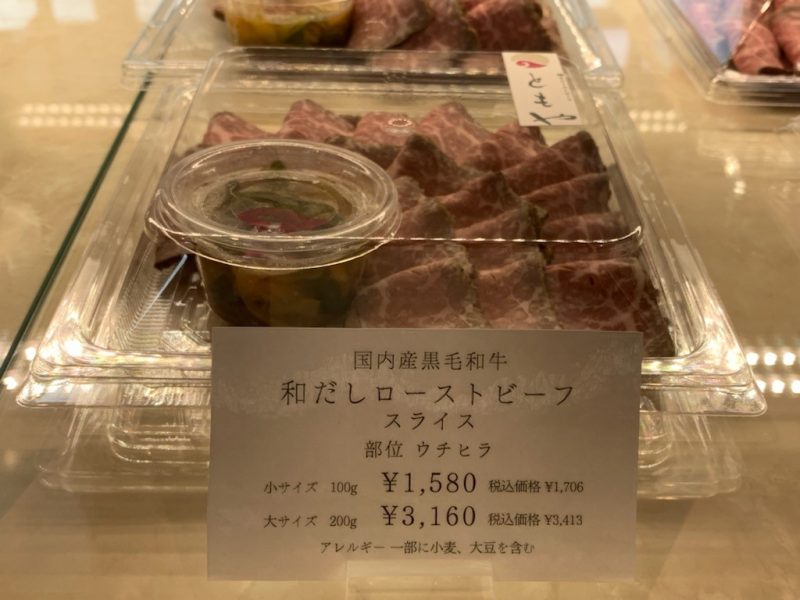 ともや
国内産黒毛和牛
和だしローストビーフ
スライス
部位 ウチヒラ
小サイズ 100g ¥1,580 税込価格 ¥1,706
大サイズ 200g ¥3,160 税込価格 ¥3,413
アレルギー 一部に小麦、大豆を含む